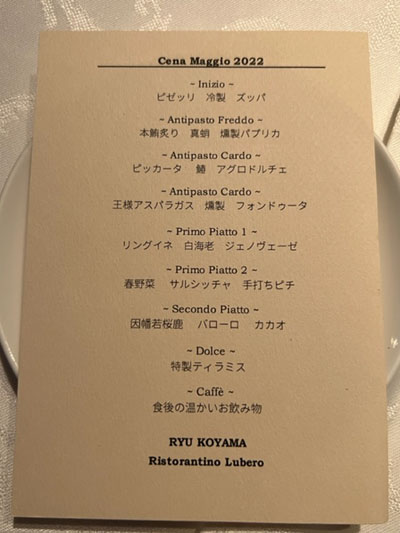 Cena Maggio 2022
~ Inizio ~
ピゼッリ 冷製 ズッパ
~ Antipasto Freddo ~
本鮪炙り 真蛸 燻製パプリカ
~ Antipasto Cardo ~
ピッカータ 鰆 アグロドルチェ
~ Antipasto Cardo ~
王様アスパラガス 燻製 フォンドゥータ
~ Primo Piatto 1 ~
リングイネ 白海老 ジェノヴェーゼ
~ Primo Piatto 2 ~
春野菜 サルシッチャ 手打ちピチ
~ Secondo Piatto ~
因幡若桜鹿 バローロ カカオ
~ Dolce ~
特製ティラミス
~ Caffè ~
食後の温かいお飲み物
RYU KOYAMA
Ristorantino Lubero